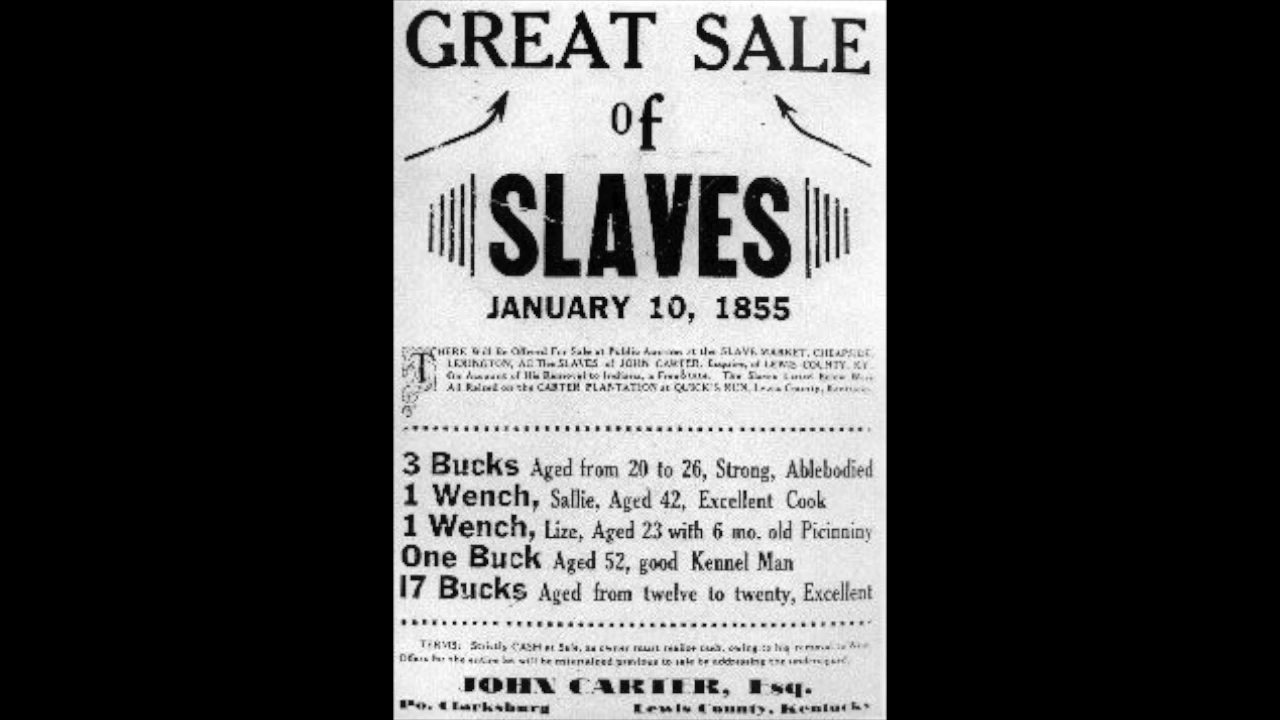 GREAT SALE
of
SLAVES
JANUARY 10, 1855
THERE Will Be Offered For Sale at Public Auction at the SLAVE MARKET, CHEAPSIDE,
LEXINGTON, All The SLAVES of JOHN CARTER, Esquire, of LEWIS COUNTY, KY.
On Account of His Removal to Indiana, a Free State. The Slaves Listed Below Were
All Raised on the CARTER PLANTATION at QUICK'S RUN, Lewis County, Kentucky.
3 Bucks Aged from 20 to 26, Strong, Ablebodied
1 Wench, Sallie, Aged 42, Excellent Cook
1 Wench, Lize, Aged 23 with 6 mo. old Picinniny
One Buck Aged 52, good Kennel Man
17 Bucks Aged from twelve to twenty, Excellent
TERMS: Strictly CASH at Sale, as owner must realize cash, owing to his removal to
Offers for the entire lot will be entertained previous to sale by addressing the undersigned.
JOHN CARTER, Esq.
Po. Clarksburg Lewis County, Kentucky